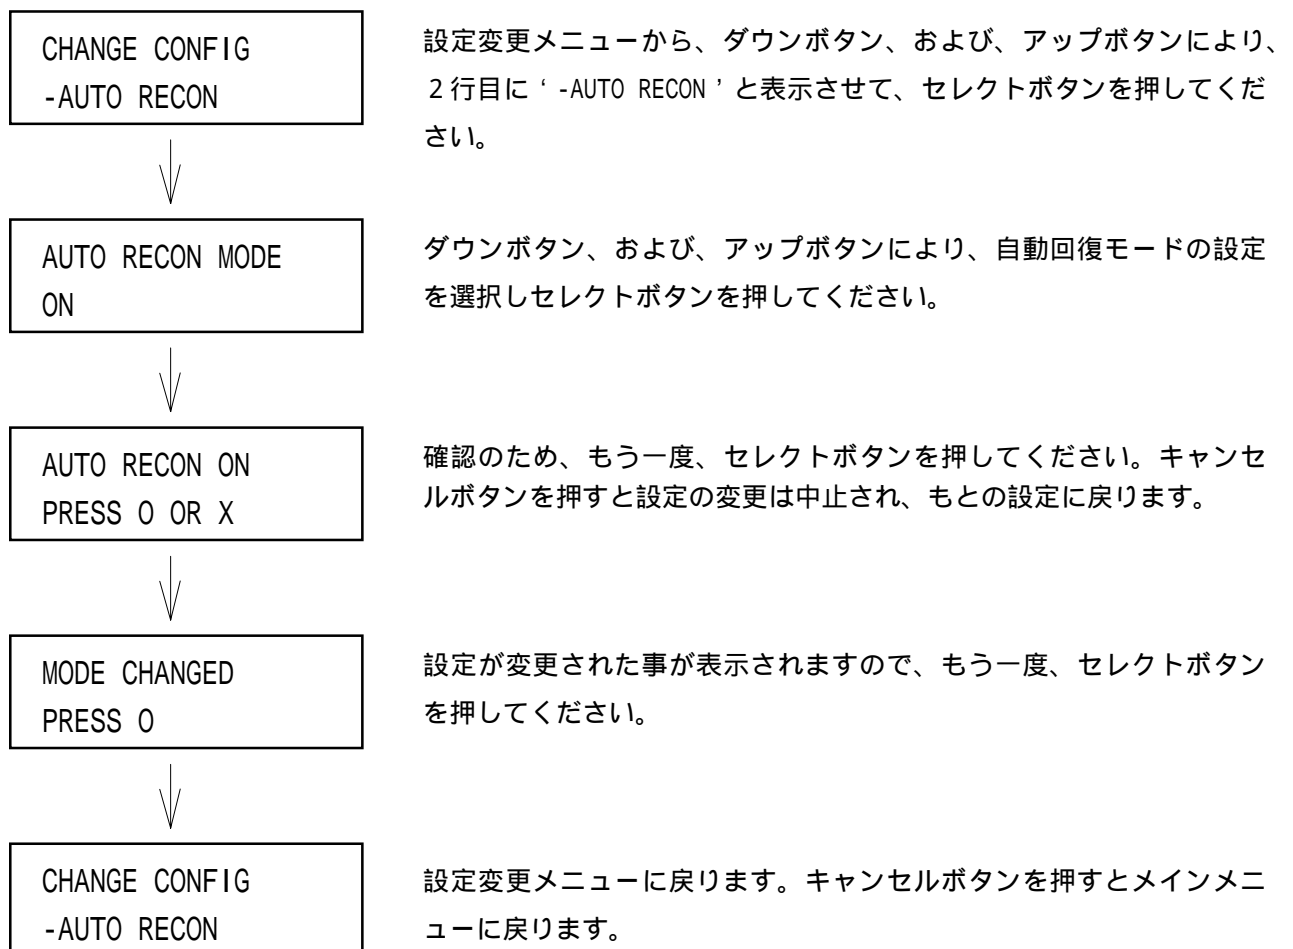 CHANGE CONFIG
-AUTO RECON
設定変更メニューから、ダウンボタン、および、アップボタンにより、
２行目に‘-AUTO RECON’と表示させて、セレクトボタンを押してくだ
さい。
AUTO RECON MODE
ON
ダウンボタン、および、アップボタンにより、自動回復モードの設定
を選択しセレクトボタンを押してください。
AUTO RECON ON
PRESS O OR X
確認のため、もう一度、セレクトボタンを押してください。キャンセ
ルボタンを押すと設定の変更は中止され、もとの設定に戻ります。
MODE CHANGED
PRESS O
設定が変更された事が表示されますので、もう一度、セレクトボタン
を押してください。
CHANGE CONFIG
-AUTO RECON
設定変更メニューに戻ります。キャンセルボタンを押すとメインメニ
ューに戻ります。